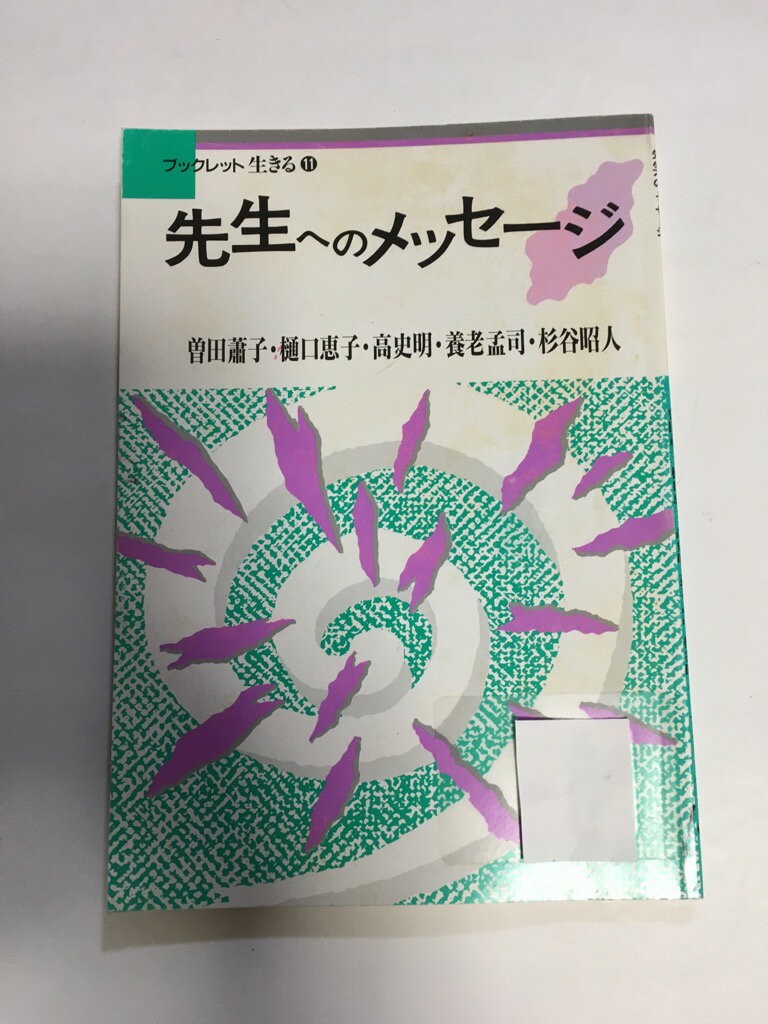 ブックレット 生きる⓫
先生へのメッセージ
曽田蕭子・樋口恵子・高史明・養老孟司・杉谷昭人